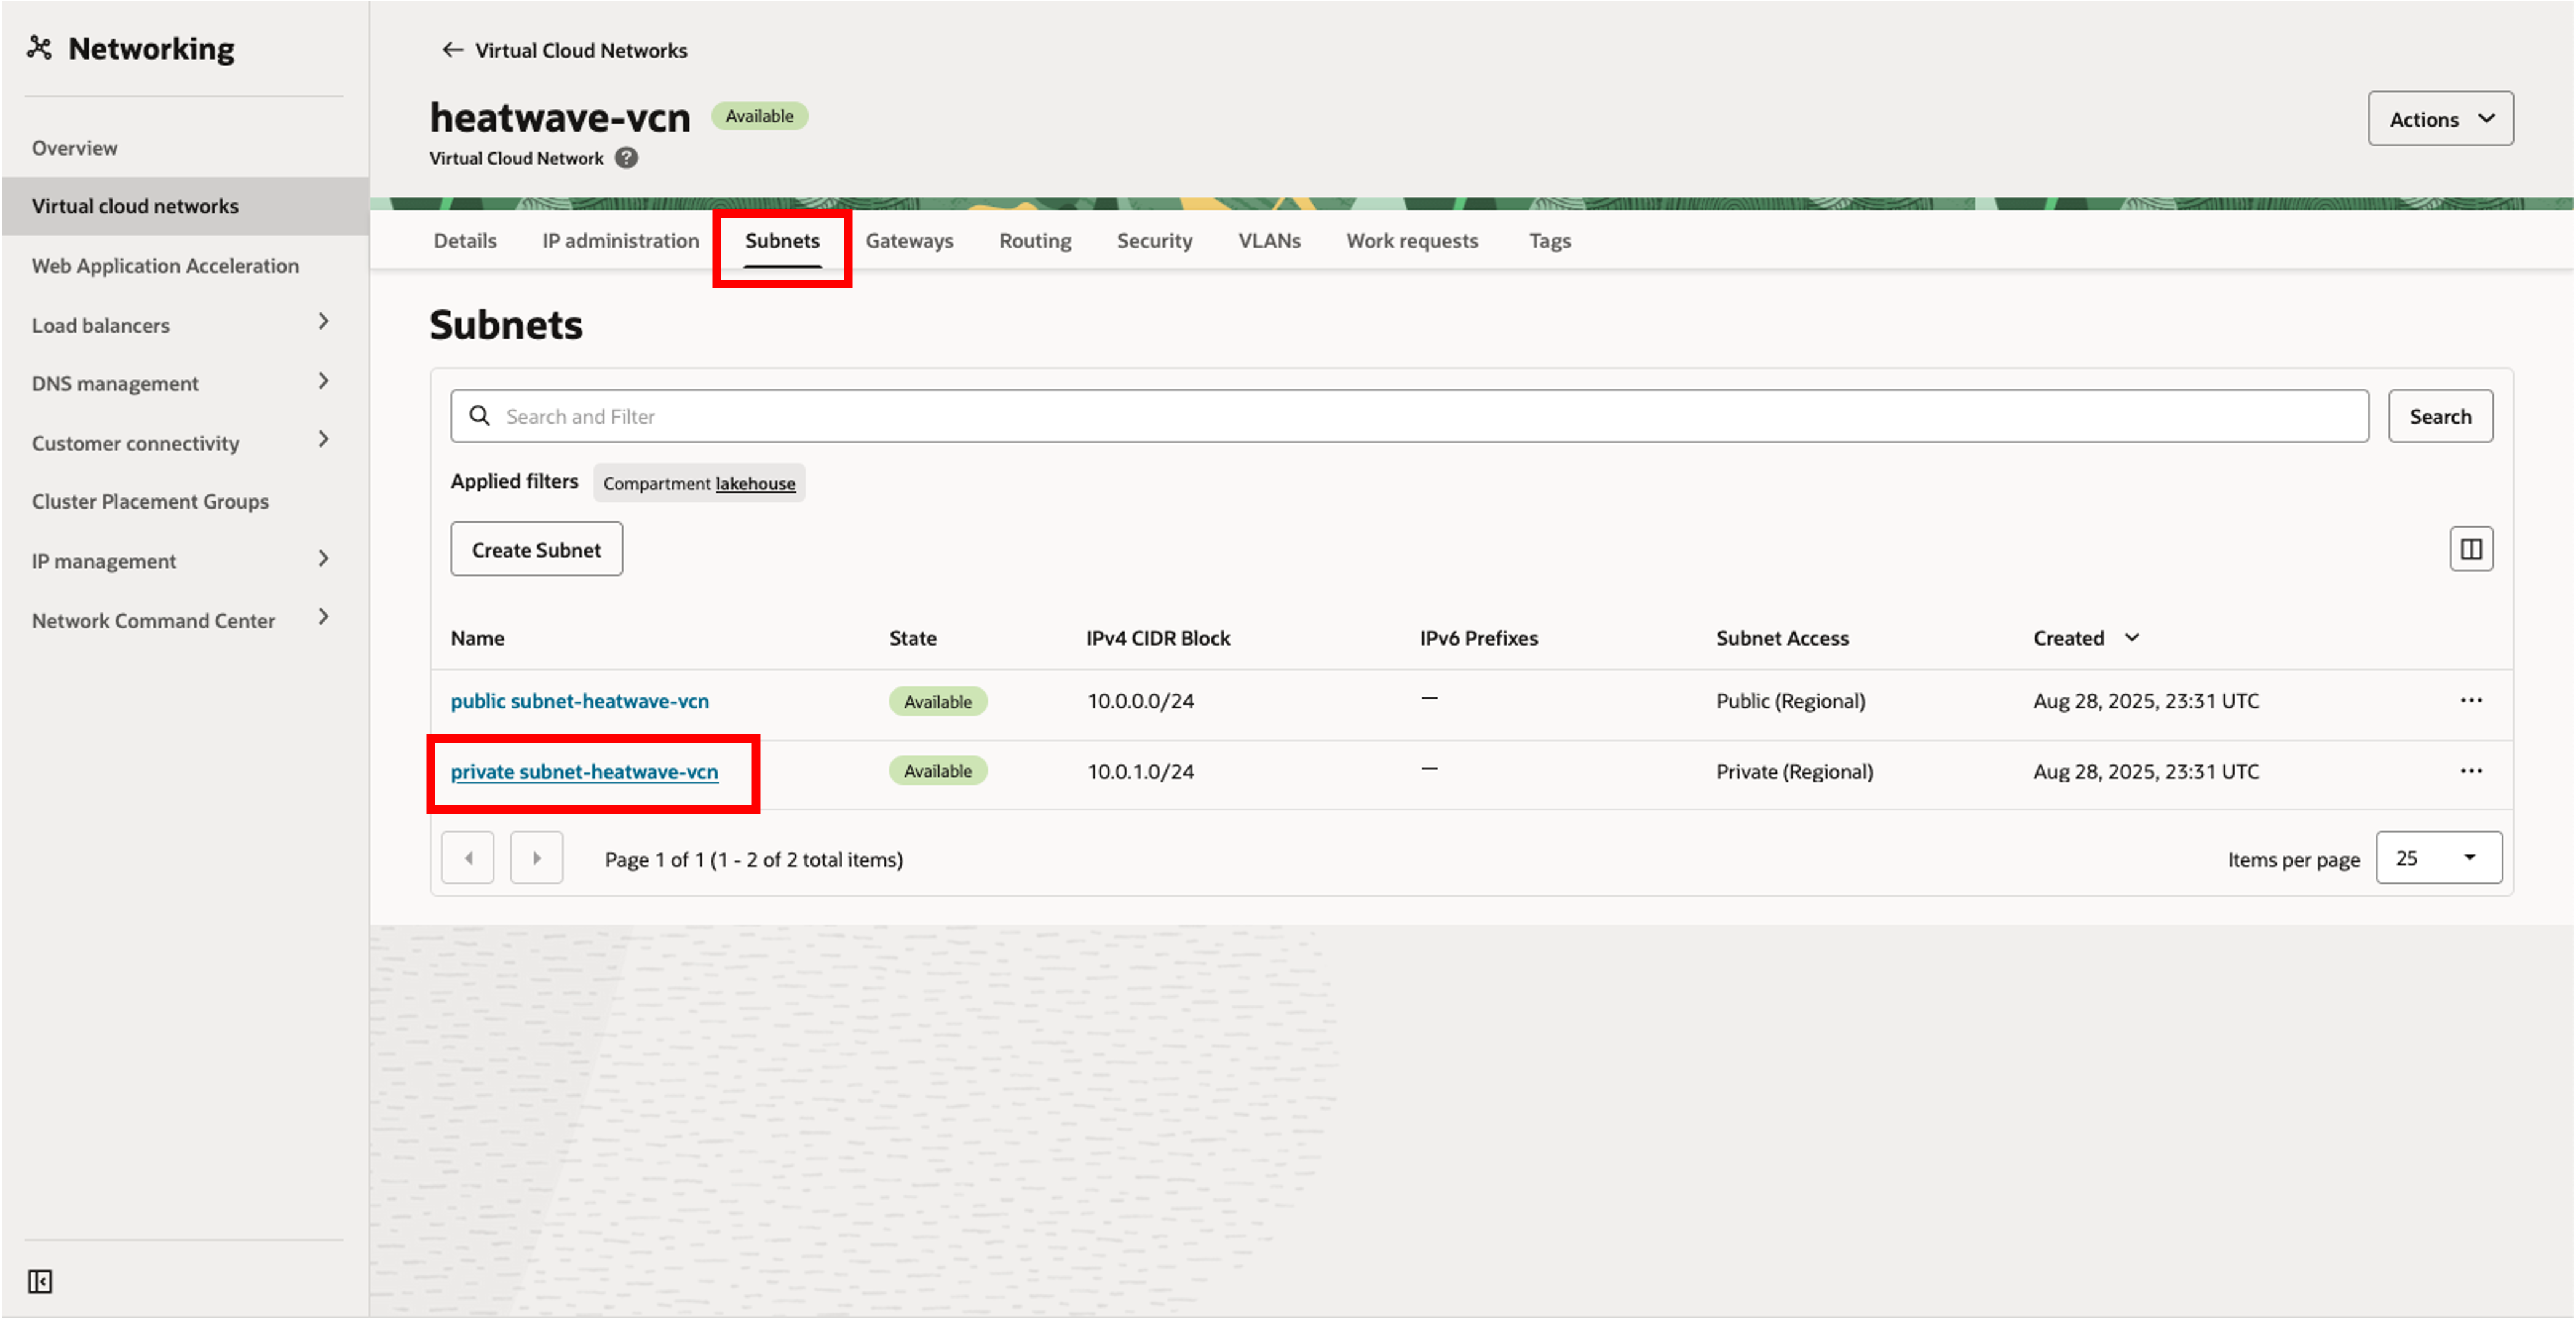 Networking
Overview
Virtual cloud networks
Web Application Acceleration
Load balancers
DNS management
Customer connectivity
Cluster Placement Groups
IP management
Network Command Center
Virtual Cloud Networks
heatwave-vcn Available
Virtual Cloud Network ?
Actions
Details IP administration Subnets Gateways Routing Security VLANs Work requests Tags
Subnets
Search and Filter Search
Applied filters Compartment lakehouse
Create Subnet
Name State IPv4 CIDR Block IPv6 Prefixes Subnet Access Created
public subnet-heatwave-vcn Available 10.0.0.0/24 — Public (Regional) Aug 28, 2025, 23:31 UTC ...
private subnet-heatwave-vcn Available 10.0.1.0/24 — Private (Regional) Aug 28, 2025, 23:31 UTC ...
Page 1 of 1 (1 - 2 of 2 total items) Items per page 25